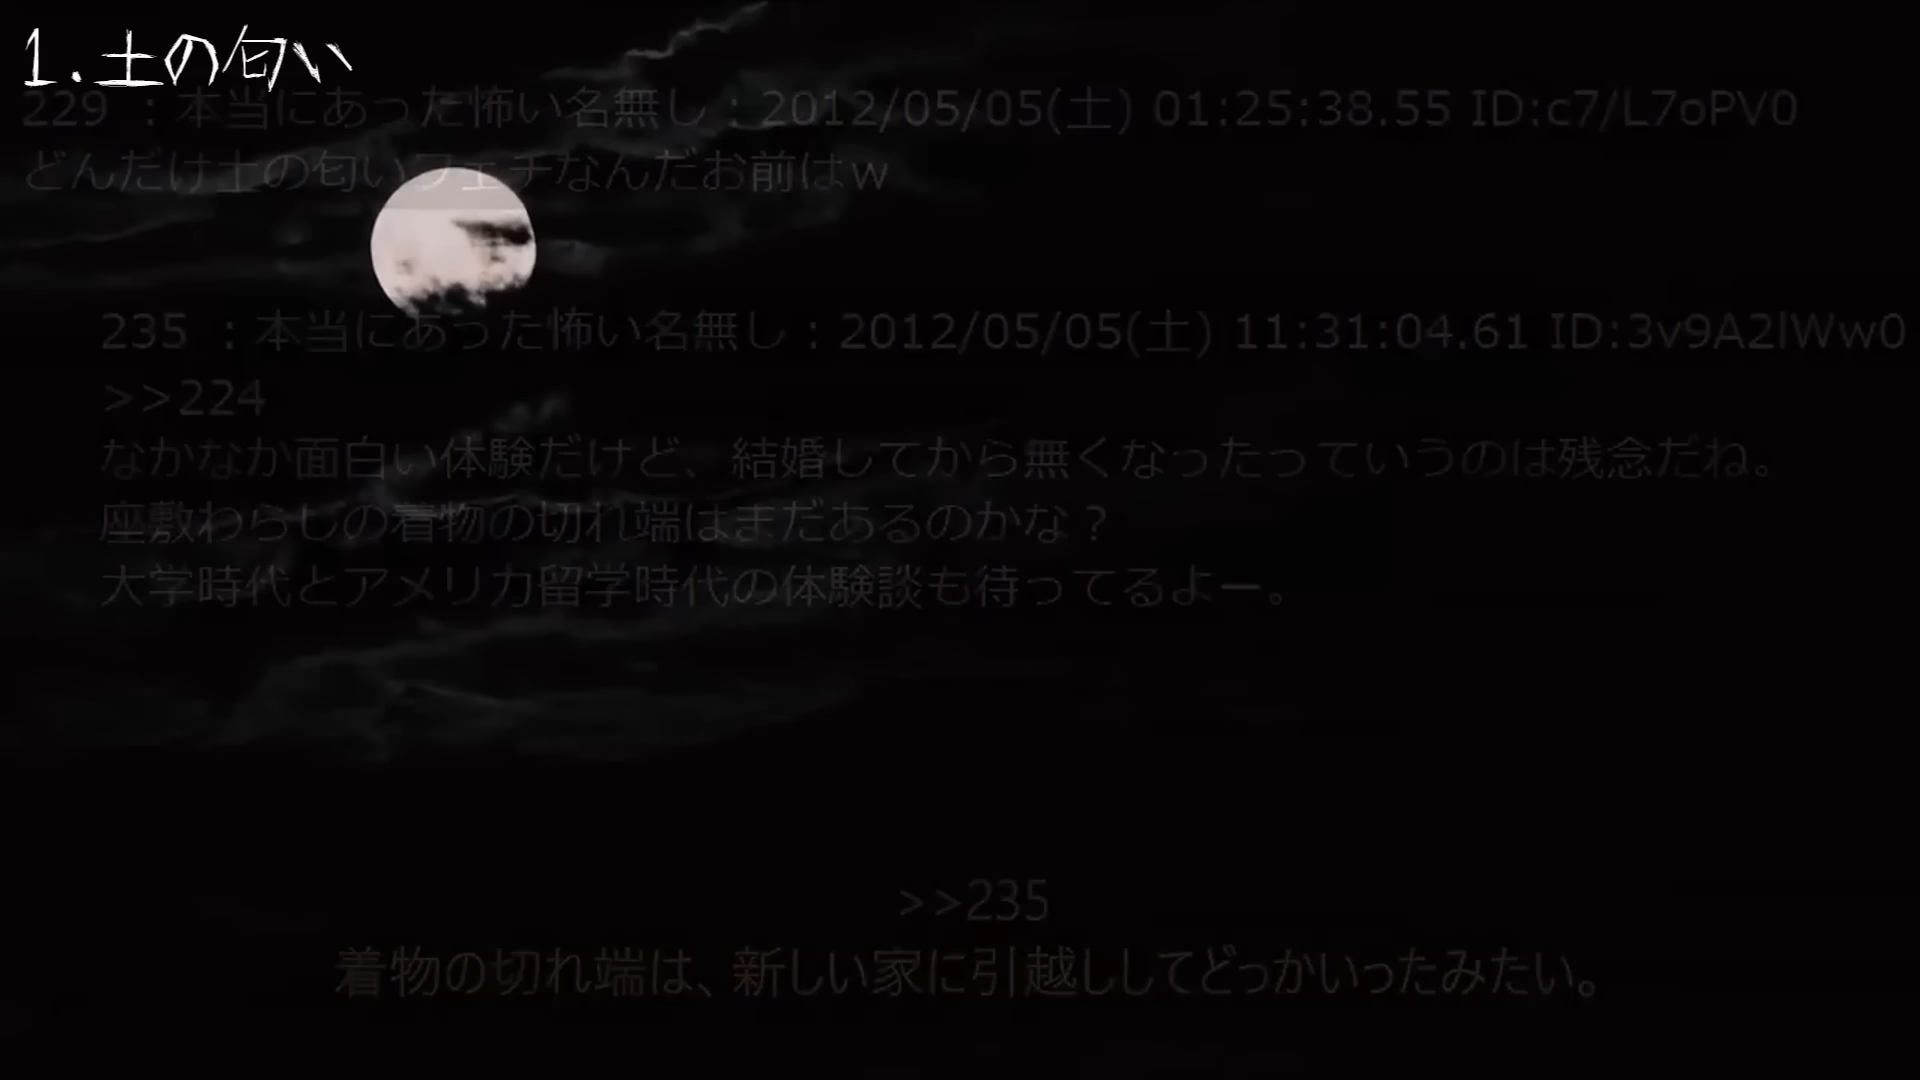 1.土の匂い
229 ：本当にあった怖い名無し：2012/05/05(土) 01:25:38.55 ID:c7/L7oPV0
どんだけ土の匂いフェチなんだお前はｗ
235 ：本当にあった怖い名無し：2012/05/05(土) 11:31:04.61 ID:3v9A2lWw0
>>224
なかなか面白い体験だけど、結婚してから無くなったっていうのは残念だね。
座敷わらしの着物の切れ端はまだあるのかな？
大学時代とアメリカ留学時代の体験談も待ってるよー。
>>235
着物の切れ端は、新しい家に引越ししてどっかいったみたい。